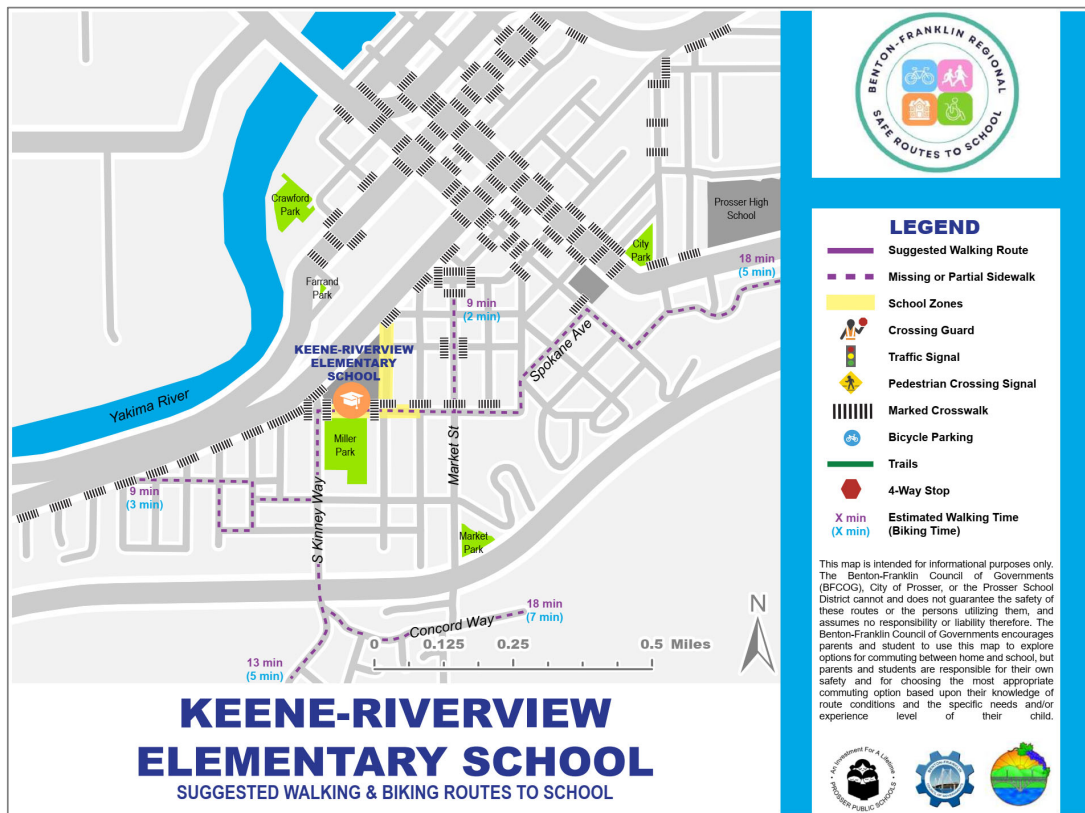 Crawford
Park
Farrand
Park
City
Park
Prosser High
School
18 min
(5 min)
9 min
(2 min)
Spokane Ave
KEENE-RIVERVIEW
ELEMENTARY
SCHOOL
Yakima River
Miller
Park
Market St
9 min
(3 min)
S Kinney Way
Market
Park
18 min
(7 min)
Concord Way
13 min
(5 min)
0 0.125 0.25 0.5 Miles
N
KEENE-RIVERVIEW
ELEMENTARY SCHOOL
SUGGESTED WALKING & BIKING ROUTES TO SCHOOL
BENTON-FRANKLIN REGIONAL
SAFE ROUTES TO SCHOOL
LEGEND
Suggested Walking Route
Missing or Partial Sidewalk
School Zones
Crossing Guard
Traffic Signal
Pedestrian Crossing Signal
Marked Crosswalk
Bicycle Parking
Trails
4-Way Stop
X min Estimated Walking Time
(X min) (Biking Time)
This map is intended for informational purposes only.
The Benton-Franklin Council of Governments
(BFCOG), City of Prosser, or the Prosser School
District cannot and does not guarantee the safety of
these routes or the persons utilizing them, and
assumes no responsibility or liability therefore. The
Benton-Franklin Council of Governments encourages
parents and student to use this map to explore
options for commuting between home and school, but
parents and students are responsible for their own
safety and for choosing the most appropriate
commuting option based upon their knowledge of
route conditions and the specific needs and/or
experience level of their child.
An Investment For A Lifetime
PROSSER PUBLIC SCHOOLS
BENTON-FRANKLIN